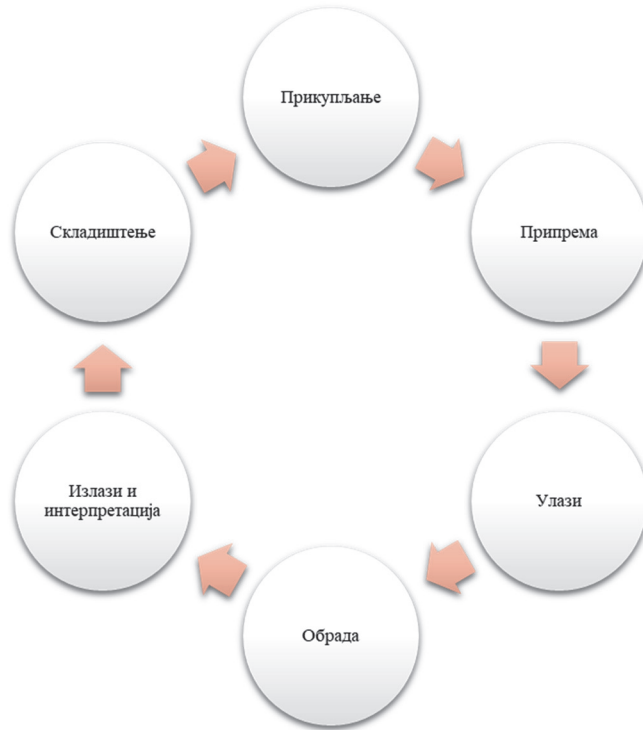 Прикупљање
Припрема
Улази
Обрада
Излази и
интерпретација
Складиштење